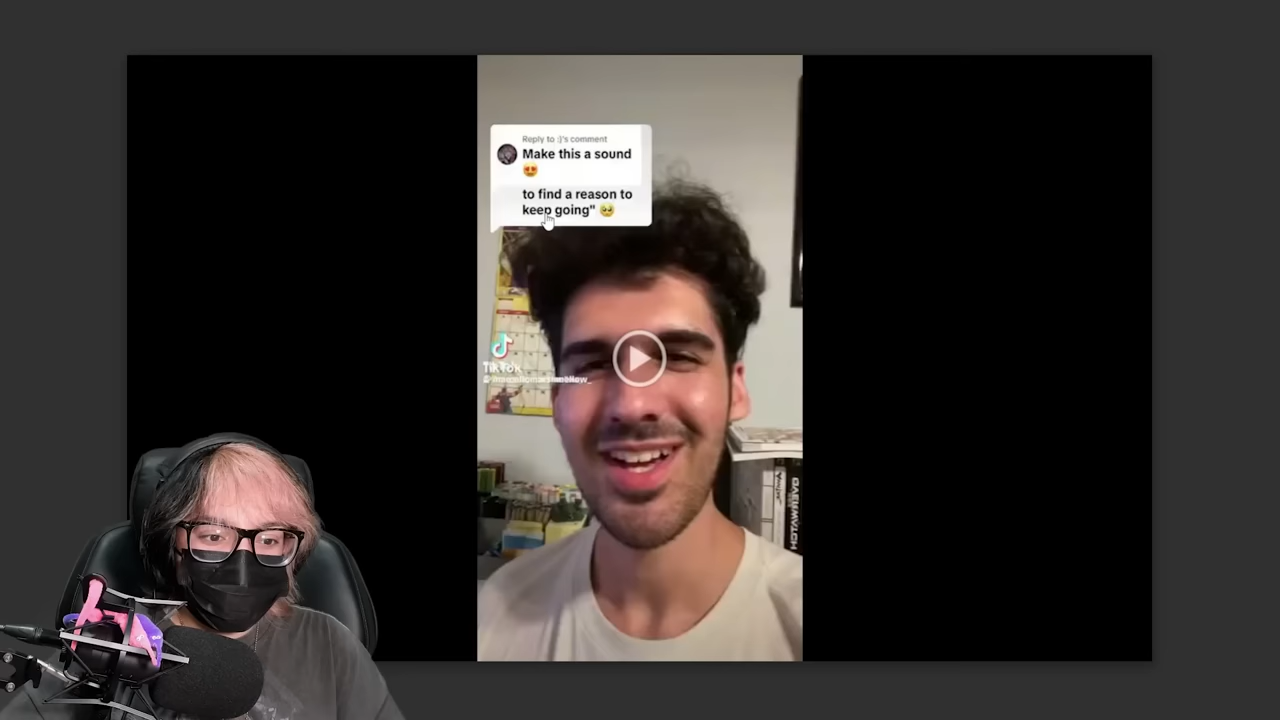 Reply to :)'s comment
Make this a sound
😍
to find a reason to
keep going" 🥹
TikTok